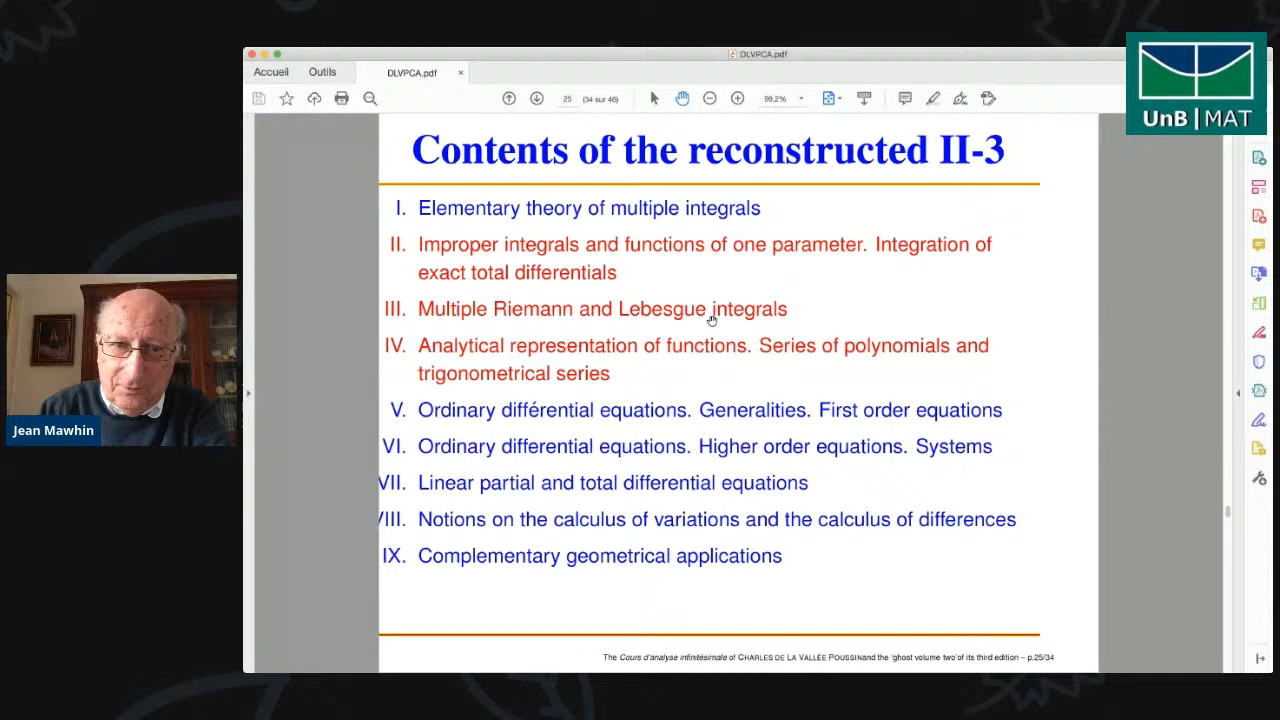 DLVPCA.pdf
Accueil Outils DLVPCA.pdf ×
25 (34 sur 46) 99,2%
UnB | MAT
Contents of the reconstructed II-3
I. Elementary theory of multiple integrals
II. Improper integrals and functions of one parameter. Integration of
exact total differentials
III. Multiple Riemann and Lebesgue integrals
IV. Analytical representation of functions. Series of polynomials and
trigonometrical series
V. Ordinary différential equations. Generalities. First order equations
VI. Ordinary differential equations. Higher order equations. Systems
VII. Linear partial and total differential equations
VIII. Notions on the calculus of variations and the calculus of differences
IX. Complementary geometrical applications
The Cours d'analyse infinitésimale of CHARLES DE LA VALLÉE POUSSINand the 'ghost volume two'of its third edition – p.25/34
Jean Mawhin